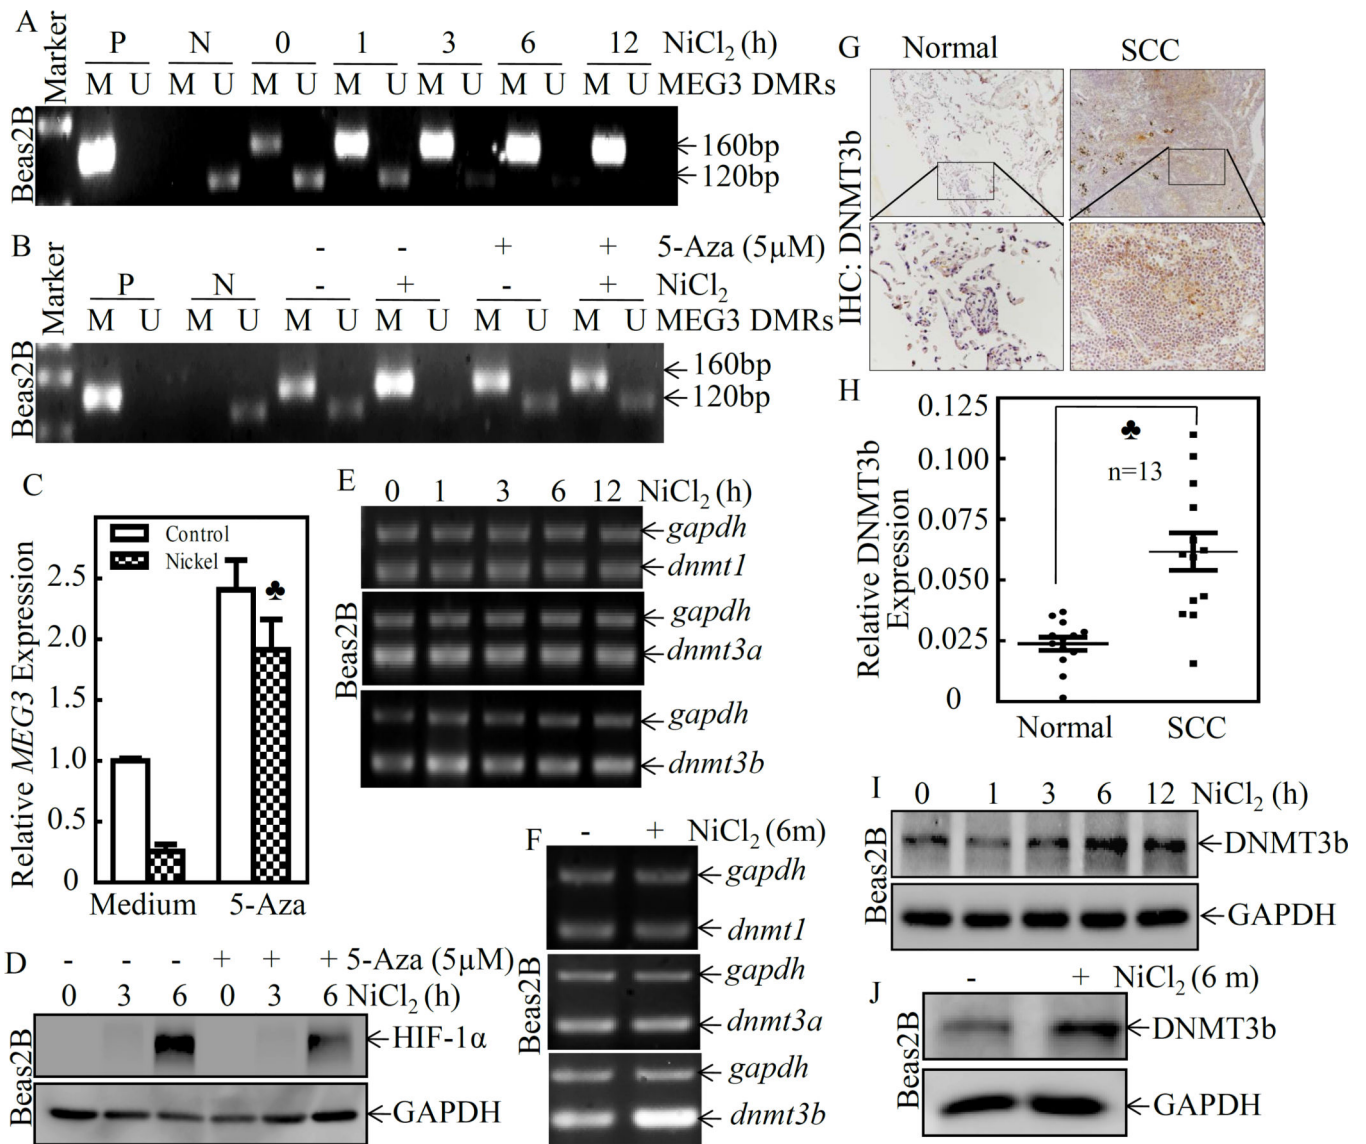 A
Marker
P N 0 1 3 6 12 NiCl2 (h)
M U M U M U M U M U M U M U MEG3 DMRs
Beas2B
160bp
120bp
B
Marker
- - + + 5-Aza (5µM)
P N - + - + NiCl2
M U M U M U M U M U M U MEG3 DMRs
Beas2B
160bp
120bp
C
Relative MEG3 Expression
Control
Nickel
2.5
2.0
1.5
1.0
0.5
0
♣
Medium 5-Aza
D
- - - + + + 5-Aza (5µM)
0 3 6 0 3 6 NiCl2 (h)
Beas2B
HIF-1α
GAPDH
Beas2B
E
0 1 3 6 12 NiCl2 (h)
Beas2B
gapdh
dnmt1
gapdh
dnmt3a
gapdh
dnmt3b
F
- + NiCl2 (6m)
Beas2B
gapdh
dnmt1
gapdh
dnmt3a
gapdh
dnmt3b
G
Normal SCC
IHC: DNMT3b
H
Relative DNMT3b
Expression
0.125
0.100
0.075
0.050
0.025
0
♣
n=13
Normal SCC
I
0 1 3 6 12 NiCl2 (h)
Beas2B
DNMT3b
GAPDH
J
- + NiCl2 (6 m)
Beas2B
DNMT3b
GAPDH